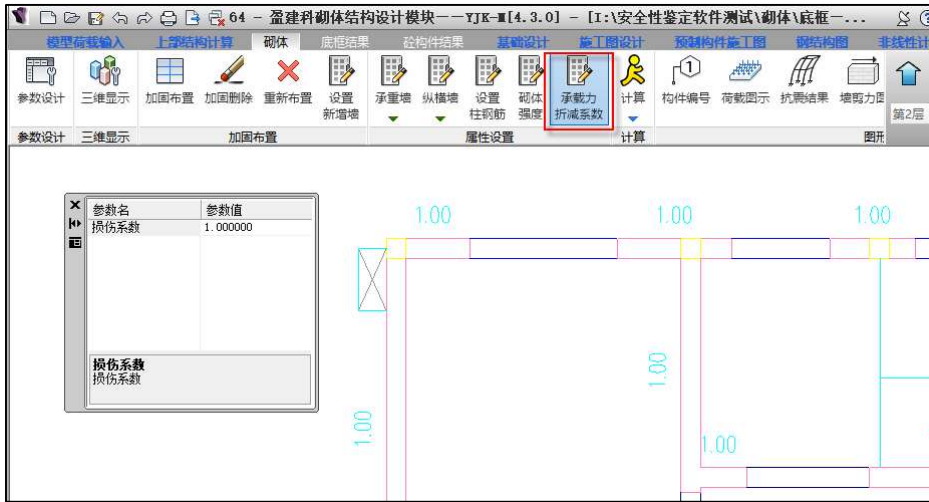 64 - 盈建科砌体结构设计模块--YJK-M[4.3.0] - [I:\安全性鉴定软件测试\砌体\底框一...
模型荷载输入 上部结构计算 砌体 底框结果 砼构件结果 基础设计 施工图设计 预制构件施工图 钢结构图 非线性计
参数设计 三维显示 加固布置 加固删除 重新布置 设置新增墙 承重墙 纵横墙 设置柱钢筋 砌体强度 承载力折减系数 计算 构件编号 荷载图示 抗震结果 墙剪力图 第2层
参数设计 三维显示 加固布置 属性设置 计算 图形
参数名 参数值
损伤系数 1.000000
损伤系数
损伤系数
1.00 1.00 1.00
1.00
1.00
1.00